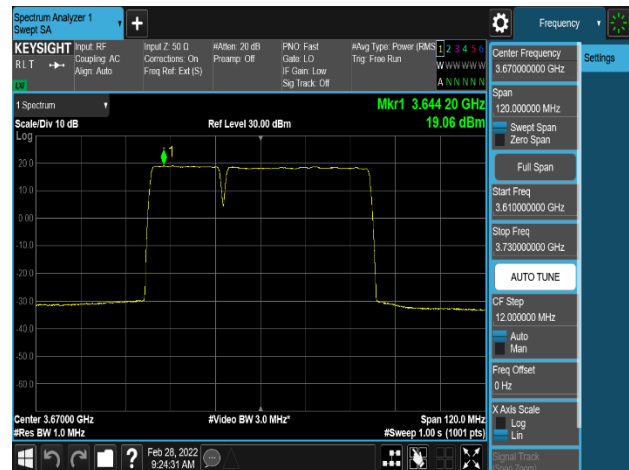 Spectrum Analyzer 1
Swept SA
Frequency
KEYSIGHT
Input: RF
Input Z: 50 Ω
#Atten: 20 dB
PNO: Fast
#Avg Type: Power (RMS
1 2 3 4 5 6
RLT
Coupling: AC
Corrections: On
Preamp: Off
Gate: LO
Trig: Free Run
W W W W W W
Align: Auto
Freq Ref: Ext (S)
IF Gain: Low
A N N N N N
Sig Track: Off
Center Frequency
3.670000000 GHz
Settings
Span
120.000000 MHz
Swept Span
Zero Span
Full Span
Start Freq
3.610000000 GHz
Stop Freq
3.730000000 GHz
AUTO TUNE
CF Step
12.000000 MHz
Auto
Man
Freq Offset
0 Hz
X Axis Scale
Log
Lin
Signal Track
(Span Zoom)
1 Spectrum
Mkr1 3.644 20 GHz
Scale/Div 10 dB
Ref Level 30.00 dBm
19.06 dBm
Log
1
20.0
10.0
0.00
-10.0
-20.0
-30.0
-40.0
-50.0
-60.0
Center 3.67000 GHz
#Video BW 3.0 MHz*
Span 120.0 MHz
#Res BW 1.0 MHz
#Sweep 1.00 s (1001 pts)
?
Feb 28, 2022
9:24:31 AM